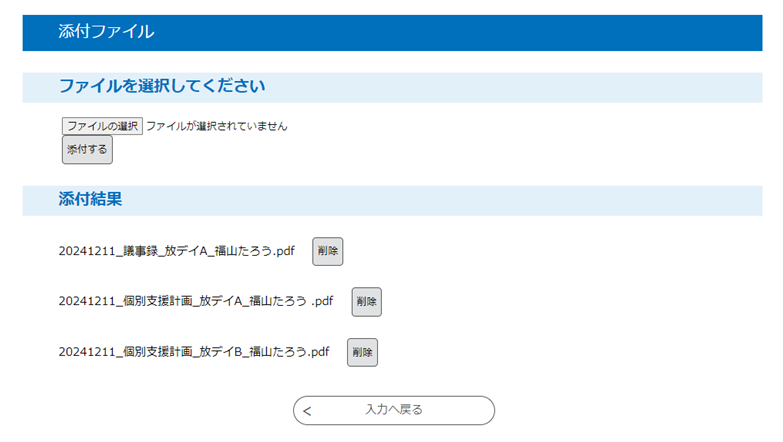 添付ファイル
ファイルを選択してください
ファイルの選択 ファイルが選択されていません
添付する
添付結果
20241211_議事録_放デイA_福山たろう.pdf 削除
20241211_個別支援計画_放デイA_福山たろう .pdf 削除
20241211_個別支援計画_放デイB_福山たろう.pdf 削除
< 入力へ戻る